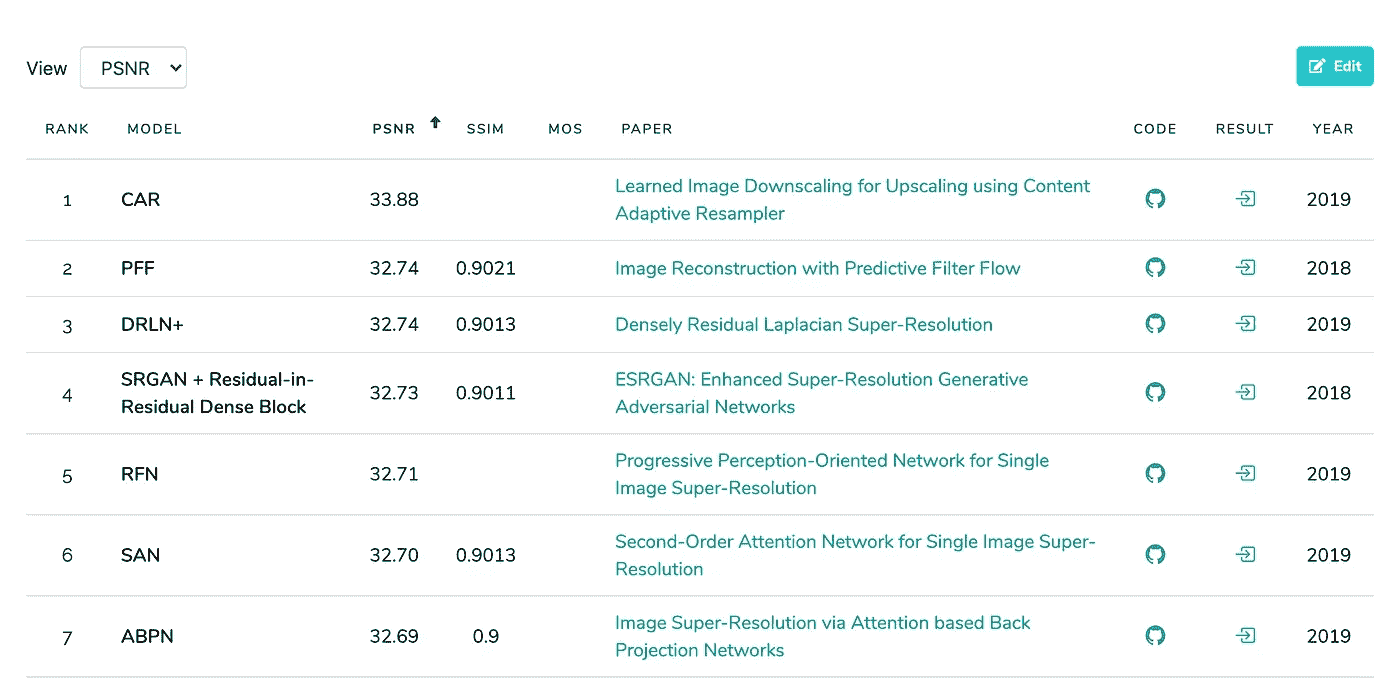 View PSNR Edit
RANK MODEL PSNR SSIM MOS PAPER CODE RESULT YEAR
1 CAR 33.88 Learned Image Downscaling for Upscaling using Content Adaptive Resampler 2019
2 PFF 32.74 0.9021 Image Reconstruction with Predictive Filter Flow 2018
3 DRLN+ 32.74 0.9013 Densely Residual Laplacian Super-Resolution 2019
4 SRGAN + Residual-in-Residual Dense Block 32.73 0.9011 ESRGAN: Enhanced Super-Resolution Generative Adversarial Networks 2018
5 RFN 32.71 Progressive Perception-Oriented Network for Single Image Super-Resolution 2019
6 SAN 32.70 0.9013 Second-Order Attention Network for Single Image Super-Resolution 2019
7 ABPN 32.69 0.9 Image Super-Resolution via Attention based Back Projection Networks 2019